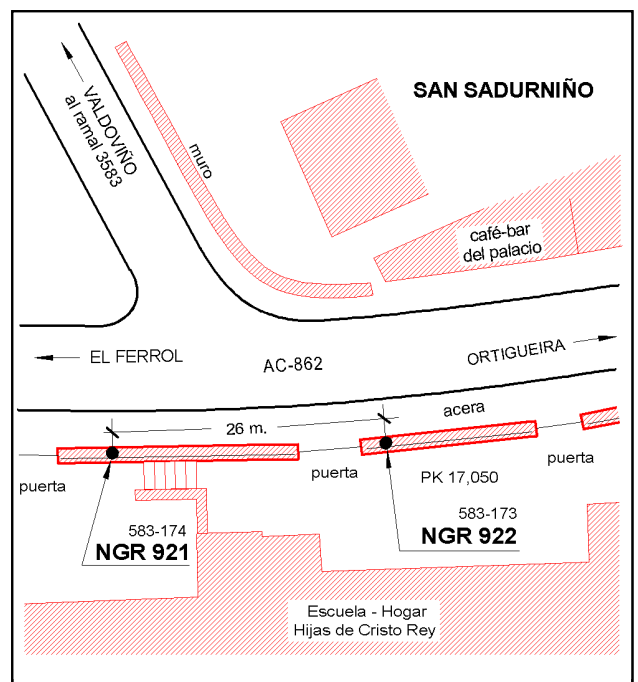 SAN SADURNIÑO
VALDOVIÑO
al ramal 3583
muro
café-bar
del palacio
EL FERROL
AC-862
ORTIGUEIRA
acera
26 m.
puerta
puerta
puerta
PK 17,050
583-174
NGR 921
583-173
NGR 922
Escuela - Hogar
Hijas de Cristo Rey